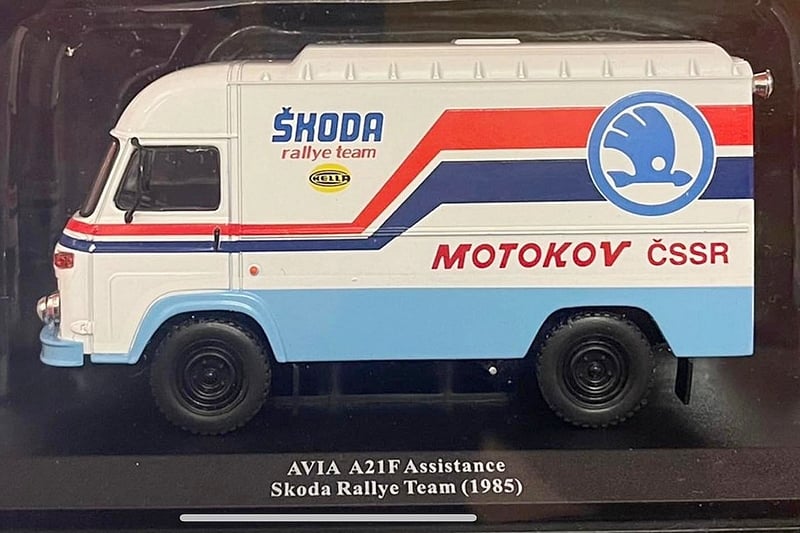 ŠKODA
rallye team
HELLA
MOTOKOV ČSSR
AVIA A21F Assistance
Skoda Rallye Team (1985)